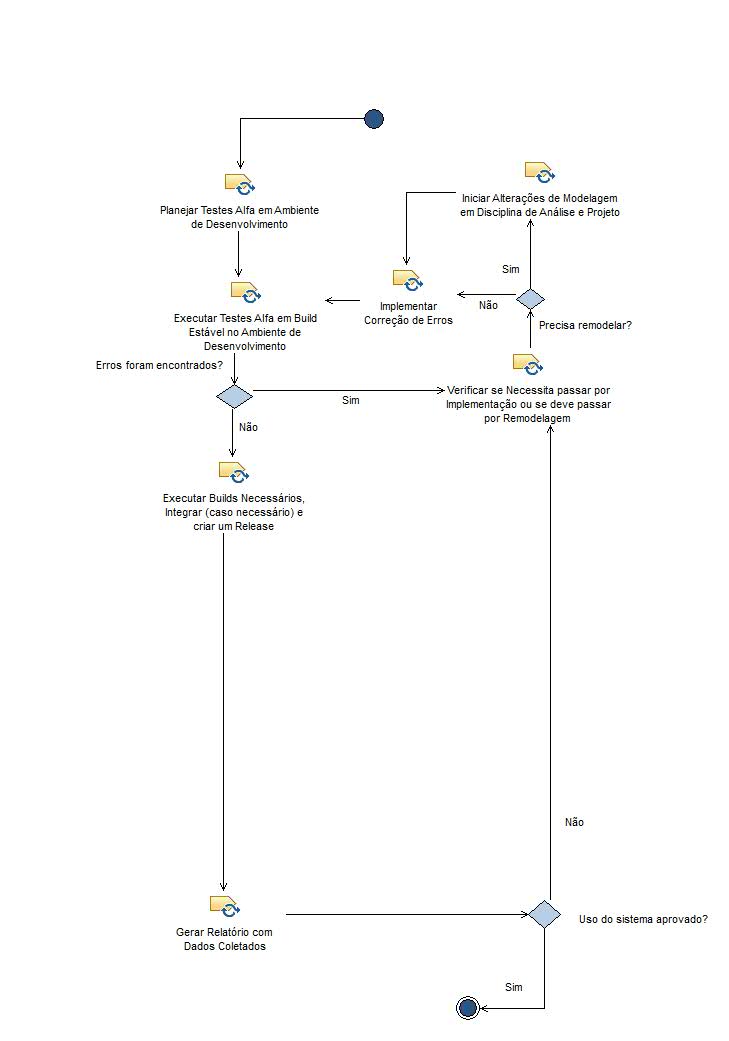 Planejar Testes Alfa em Ambiente
de Desenvolvimento
Iniciar Alterações de Modelagem
em Disciplina de Análise e Projeto
Sim
Não
Precisa remodelar?
Implementar
Correção de Erros
Executar Testes Alfa em Build
Estável no Ambiente de
Desenvolvimento
Erros foram encontrados?
Sim
Verificar se Necessita passar por
Implementação ou se deve passar
por Remodelagem
Não
Executar Builds Necessários,
Integrar (caso necessário) e
criar um Release
Não
Gerar Relatório com
Dados Coletados
Uso do sistema aprovado?
Sim